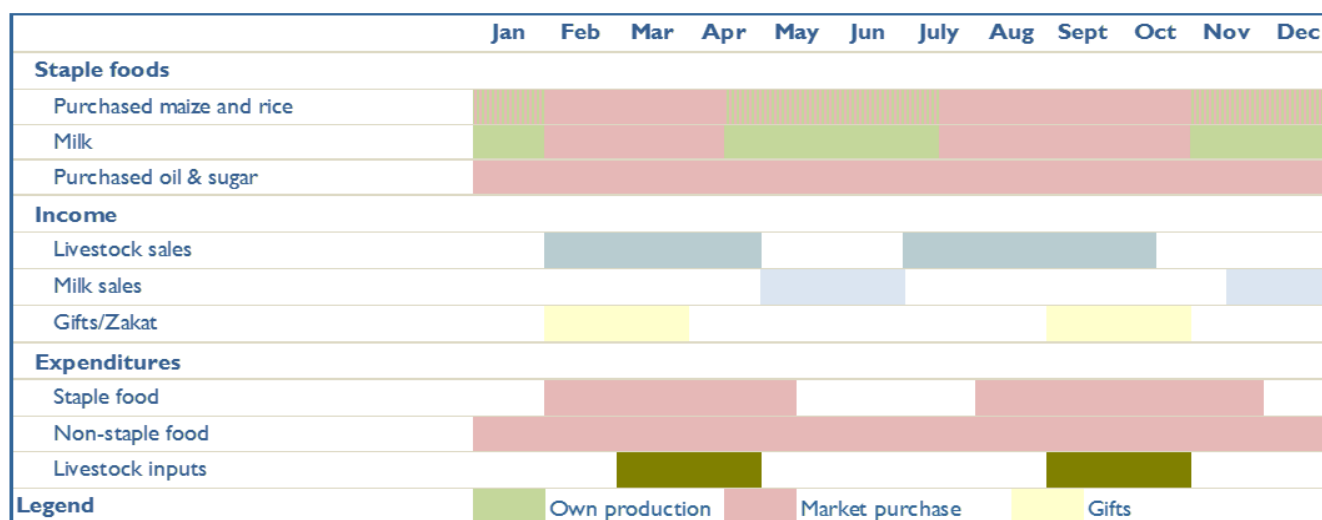 Jan Feb Mar Apr May Jun July Aug Sept Oct Nov Dec
Staple foods
Purchased maize and rice
Milk
Purchased oil & sugar
Income
Livestock sales
Milk sales
Gifts/Zakat
Expenditures
Staple food
Non-staple food
Livestock inputs
Legend Own production Market purchase Gifts